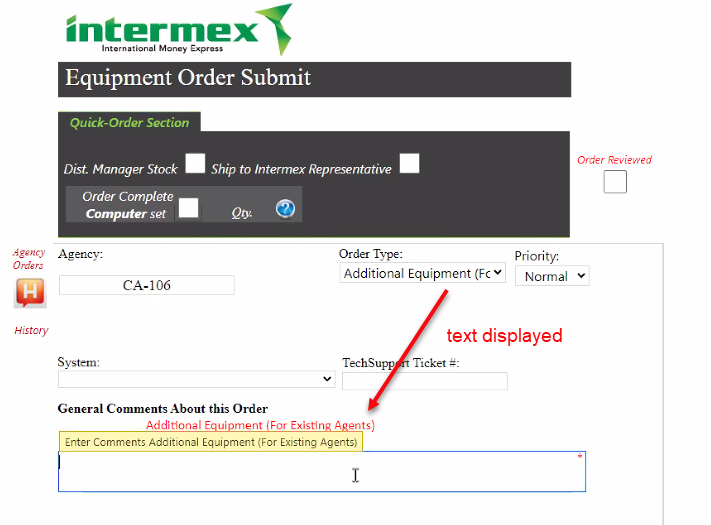 intermex
International Money Express
Equipment Order Submit
Quick-Order Section
Dist. Manager Stock Ship to Intermex Representative
Order Reviewed
Order Complete
Computer set Qty. ?
Agency
Orders
Agency: Order Type: Priority:
CA-106 Additional Equipment (Fo Normal
H
History
text displayed
System: TechSupport Ticket #:
General Comments About this Order
Additional Equipment (For Existing Agents)
Enter Comments Additional Equipment (For Existing Agents)
*